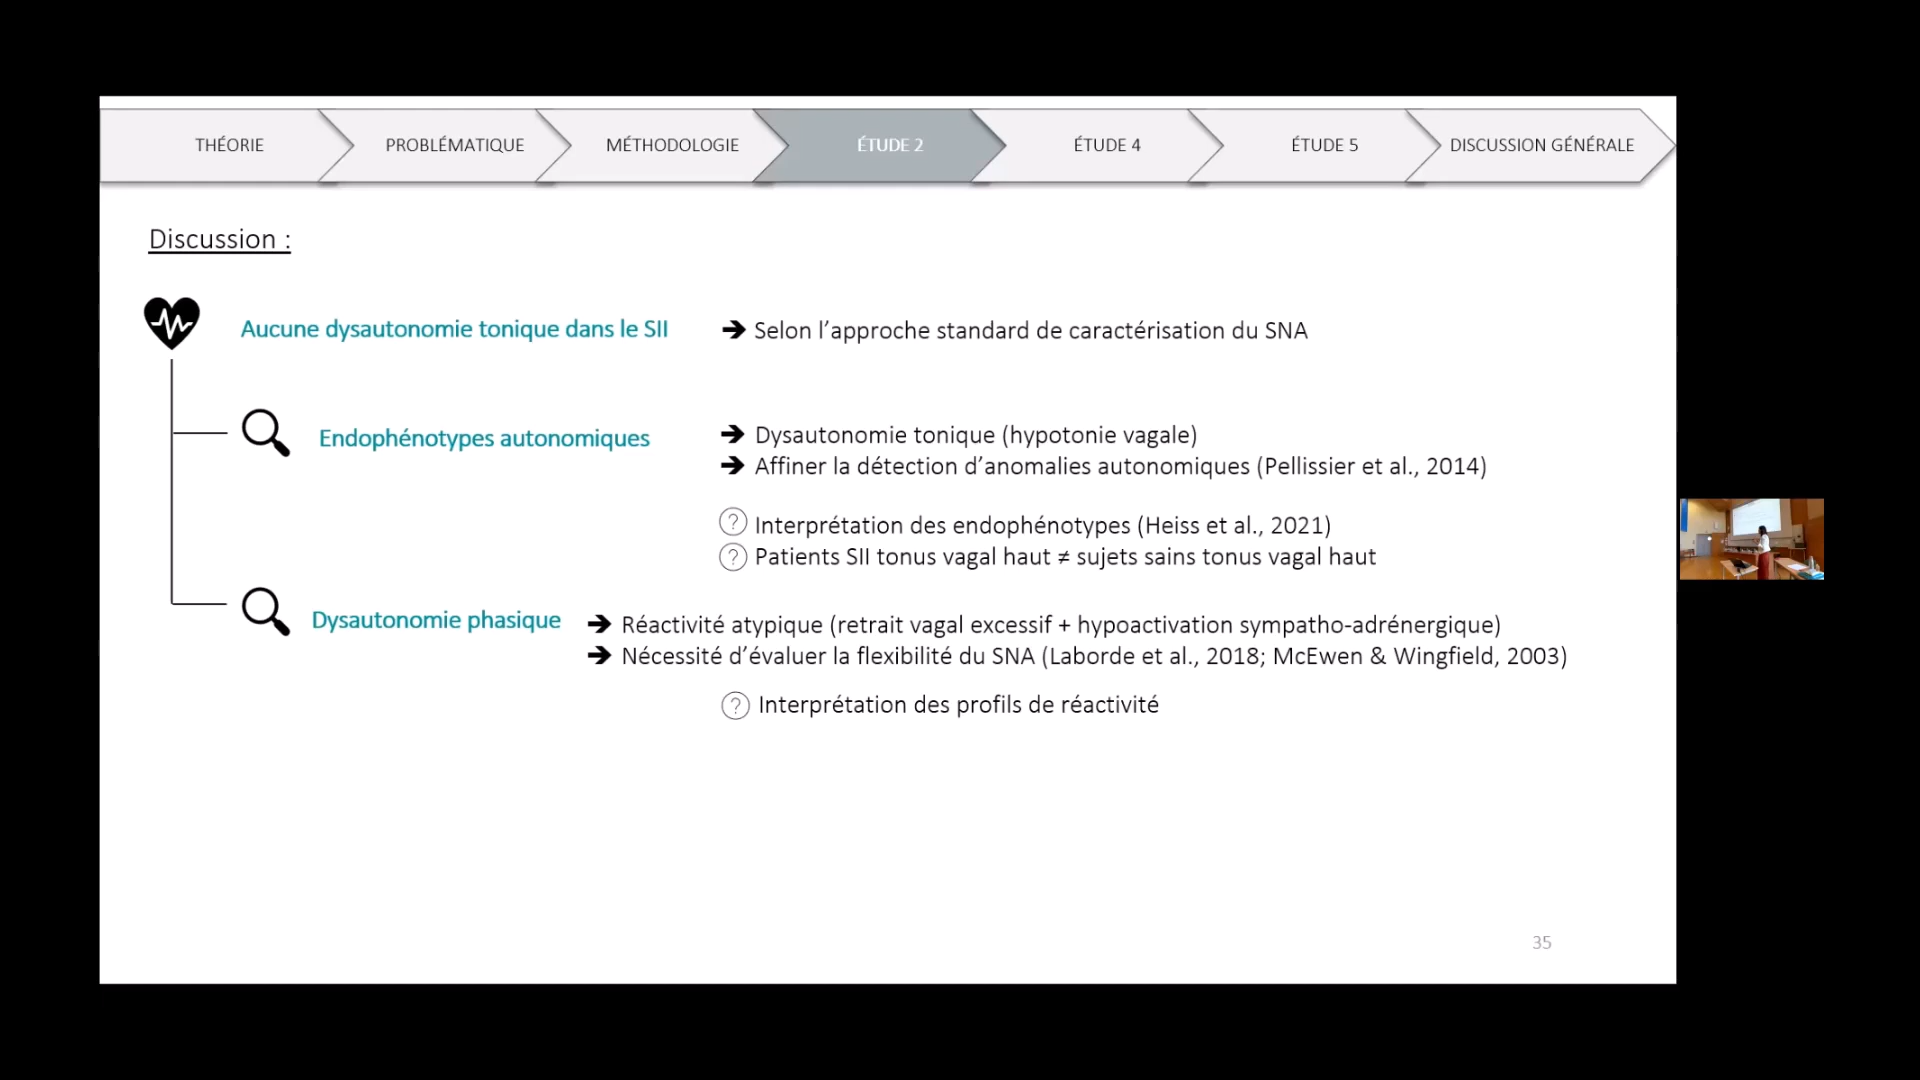 THÉORIE
PROBLÉMATIQUE
MÉTHODOLOGIE
ÉTUDE 2
ÉTUDE 4
ÉTUDE 5
DISCUSSION GÉNÉRALE
Discussion :
Aucune dysautonomie tonique dans le SII
➔ Selon l’approche standard de caractérisation du SNA
Endophénotypes autonomiques
➔ Dysautonomie tonique (hypotonie vagale)
➔ Affiner la détection d’anomalies autonomiques (Pellissier et al., 2014)
? Interprétation des endophénotypes (Heiss et al., 2021)
? Patients SII tonus vagal haut ≠ sujets sains tonus vagal haut
Dysautonomie phasique
➔ Réactivité atypique (retrait vagal excessif + hypoactivation sympatho-adrénergique)
➔ Nécessité d’évaluer la flexibilité du SNA (Laborde et al., 2018; McEwen & Wingfield, 2003)
? Interprétation des profils de réactivité
35